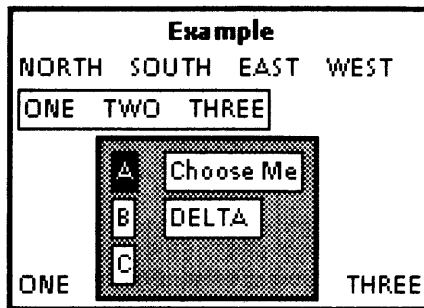 Example
NORTH SOUTH EAST WEST
ONE TWO THREE
A Choose Me
B DELTA
C
ONE THREE